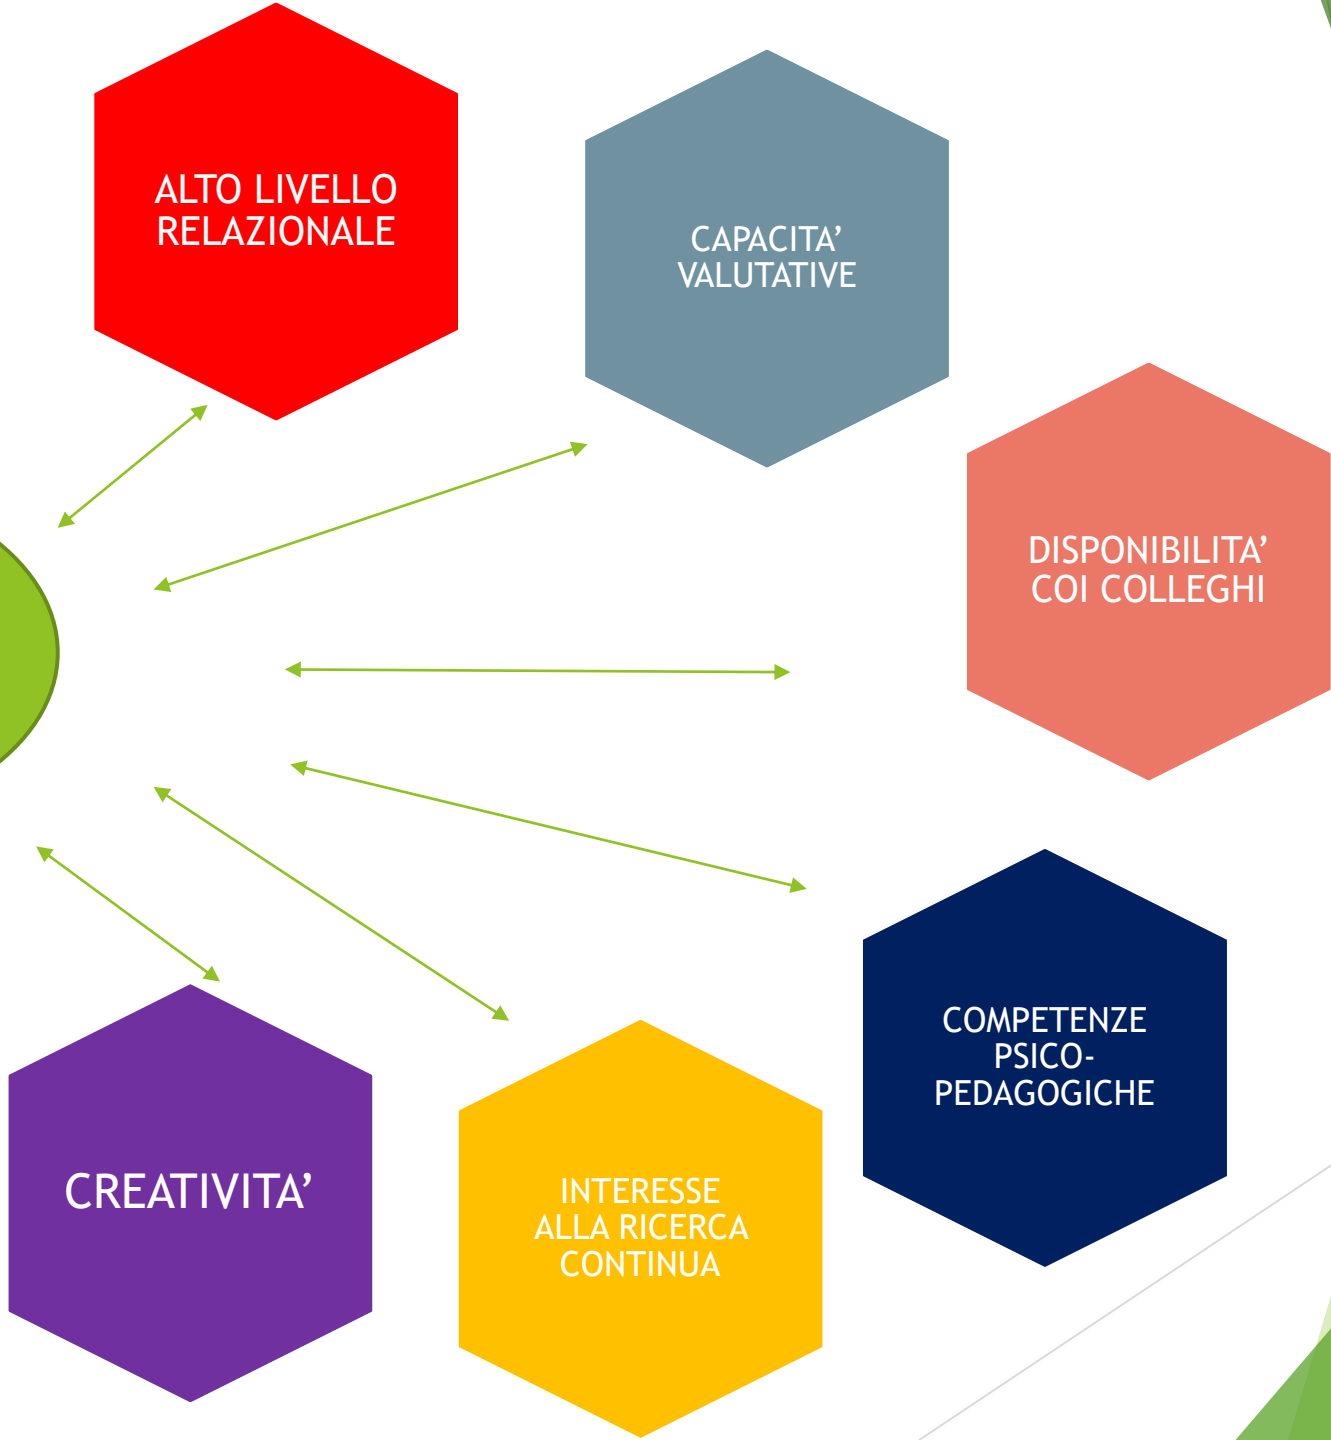 ALTO LIVELLO
RELAZIONALE
CAPACITA’
VALUTATIVE
DISPONIBILITA’
COI COLLEGHI
COMPETENZE
PSICO-
PEDAGOGICHE
CREATIVITA’
INTERESSE
ALLA RICERCA
CONTINUA